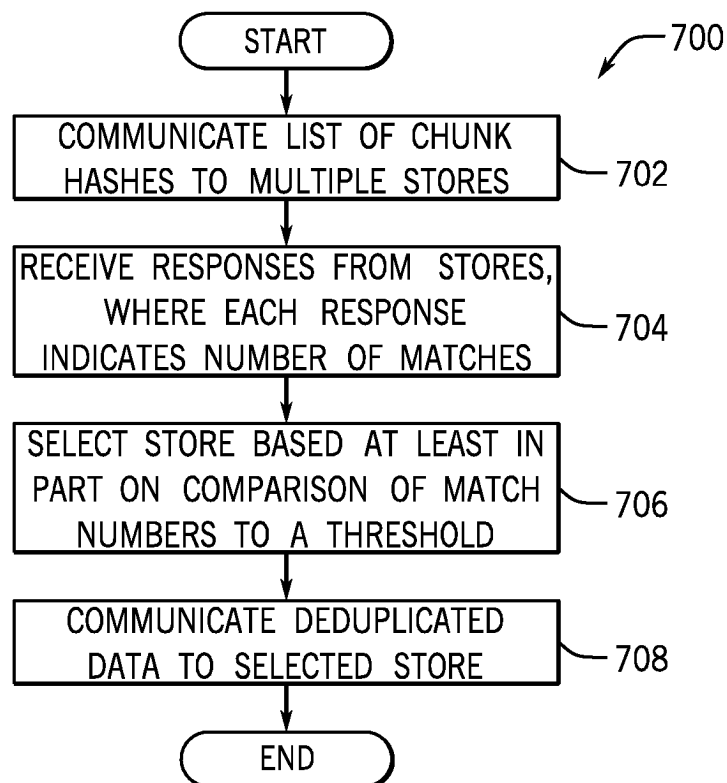 START
700
COMMUNICATE LIST OF CHUNK
HASHES TO MULTIPLE STORES
702
RECEIVE RESPONSES FROM STORES,
WHERE EACH RESPONSE
INDICATES NUMBER OF MATCHES
704
SELECT STORE BASED AT LEAST IN
PART ON COMPARISON OF MATCH
NUMBERS TO A THRESHOLD
706
COMMUNICATE DEDUPLICATED
DATA TO SELECTED STORE
708
END